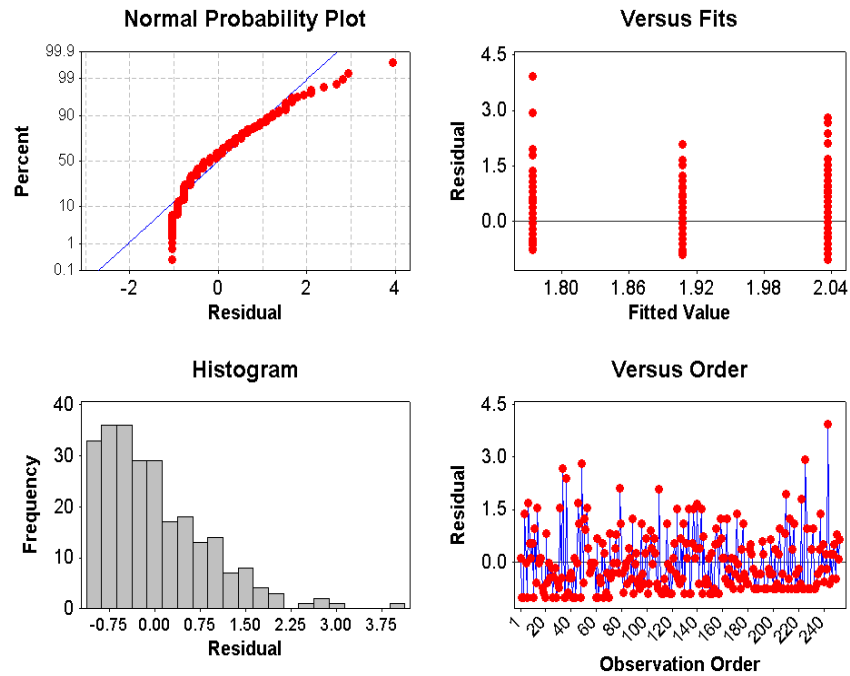 Normal Probability Plot
99.9
99
90
50
10
1
0.1
Percent
-2 0 2 4
Residual
Versus Fits
4.5
3.0
1.5
0.0
Residual
1.80 1.86 1.92 1.98 2.04
Fitted Value
Histogram
40
30
20
10
0
Frequency
-0.75 0.00 0.75 1.50 2.25 3.00 3.75
Residual
Versus Order
4.5
3.0
1.5
0.0
Residual
1 20 40 60 80 100 120 140 160 180 200 220 240
Observation Order